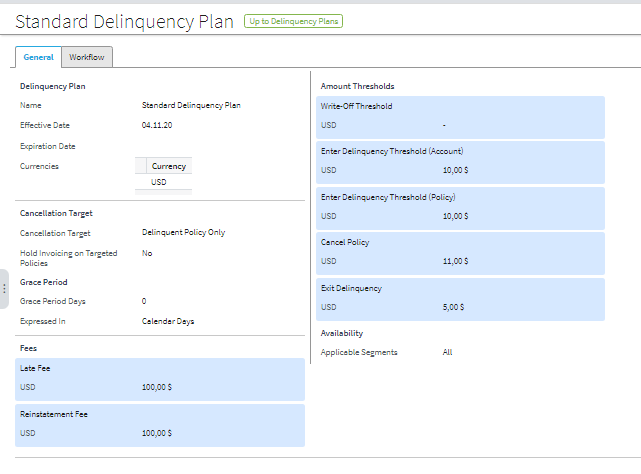 Standard Delinquency Plan
Up to Delinquency Plans
General
Workflow
Delinquency Plan
Name Standard Delinquency Plan
Effective Date 04.11.20
Expiration Date
Currencies
Currency
USD
Cancellation Target
Cancellation Target Delinquent Policy Only
Hold Invoicing on Targeted No
Policies
Grace Period
Grace Period Days 0
Expressed In Calendar Days
Fees
Late Fee
USD 100,00 $
Reinstatement Fee
USD 100,00 $
Amount Thresholds
Write-Off Threshold
USD -
Enter Delinquency Threshold (Account)
USD 10,00 $
Enter Delinquency Threshold (Policy)
USD 10,00 $
Cancel Policy
USD 11,00 $
Exit Delinquency
USD 5,00 $
Availability
Applicable Segments All